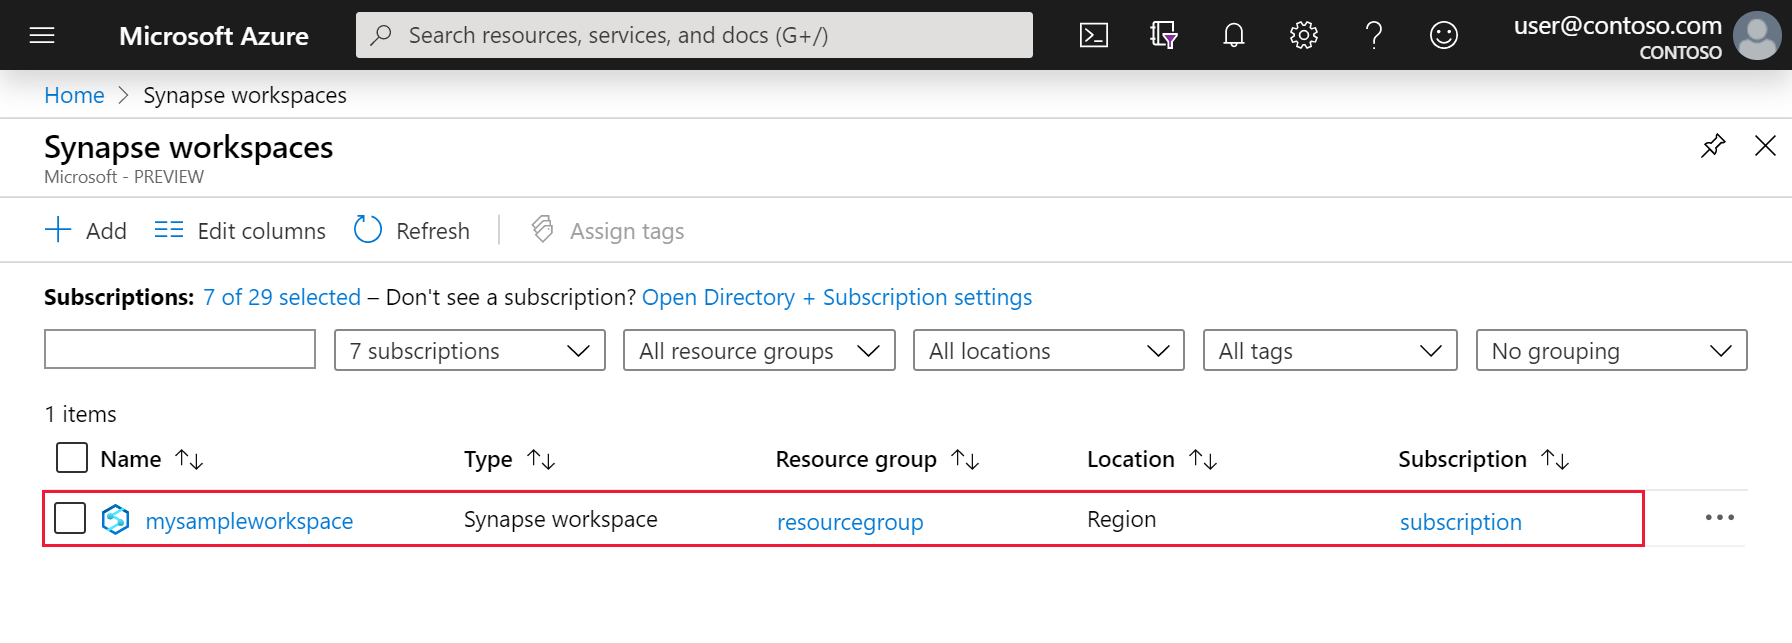 Microsoft Azure
Search resources, services, and docs (G+/)
user@contoso.com
CONTOSO
Home > Synapse workspaces
Synapse workspaces
Microsoft - PREVIEW
Add
Edit columns
Refresh
Assign tags
Subscriptions: 7 of 29 selected – Don't see a subscription? Open Directory + Subscription settings
7 subscriptions
All resource groups
All locations
All tags
No grouping
1 items
Name Type Resource group Location Subscription
mysampleworkspace Synapse workspace resourcegroup Region subscription